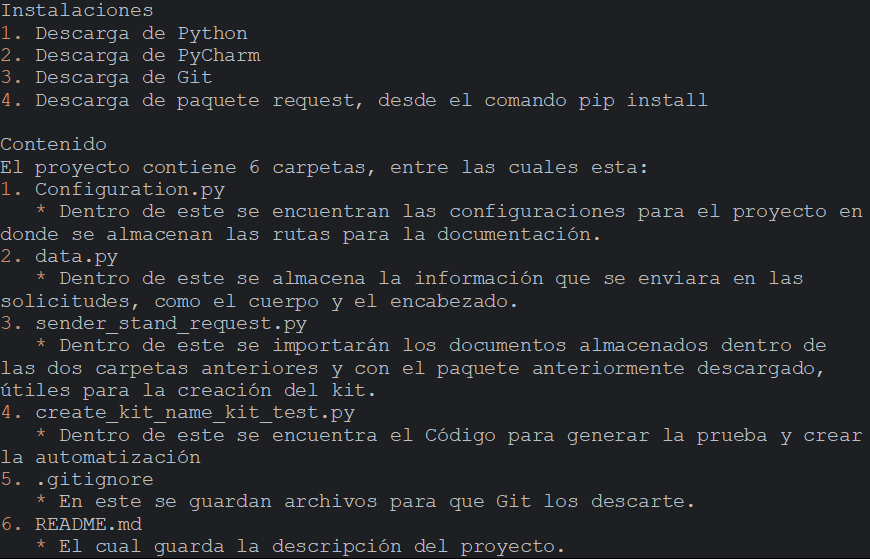 Instalaciones
1. Descarga de Python
2. Descarga de PyCharm
3. Descarga de Git
4. Descarga de paquete request, desde el comando pip install
Contenido
El proyecto contiene 6 carpetas, entre las cuales esta:
1. Configuration.py
* Dentro de este se encuentran las configuraciones para el proyecto en
donde se almacenan las rutas para la documentación.
2. data.py
* Dentro de este se almacena la información que se enviara en las
solicitudes, como el cuerpo y el encabezado.
3. sender_stand_request.py
* Dentro de este se importarán los documentos almacenados dentro de
las dos carpetas anteriores y con el paquete anteriormente descargado,
útiles para la creación del kit.
4. create_kit_name_kit_test.py
* Dentro de este se encuentra el Código para generar la prueba y crear
la automatización
5. .gitignore
* En este se guardan archivos para que Git los descarte.
6. README.md
* El cual guarda la descripción del proyecto.